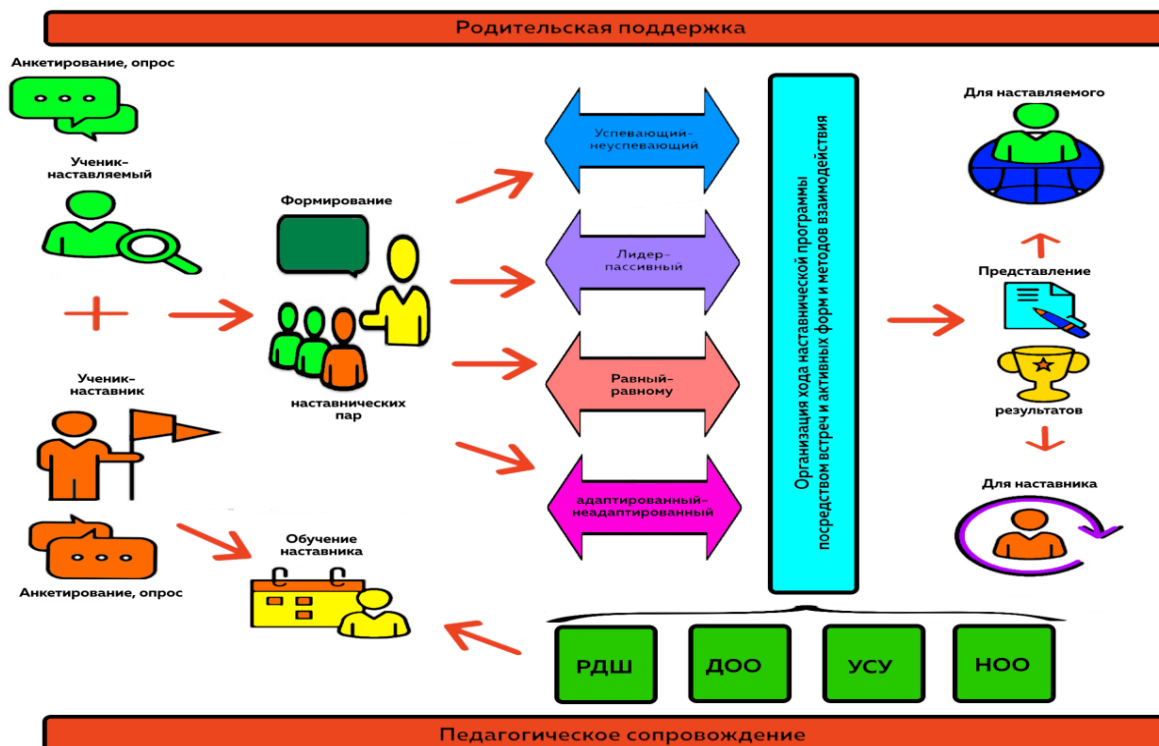 Родительская поддержка
Анкетирование, опрос
Ученик-
наставляемый
Ученик-
наставник
Анкетирование, опрос
Формирование
наставнических
пар
Обучение
наставника
Успевающий-
неуспевающий
Лидер-
пассивный
Равный-
равному
адаптированный-
неадаптированный
Организация хода наставнической программы
посредством встреч и активных форм и методов взаимодействия
Для наставляемого
Представление
результатов
Для наставника
РДШ
ДОО
УСУ
НОО
Педагогическое сопровождение